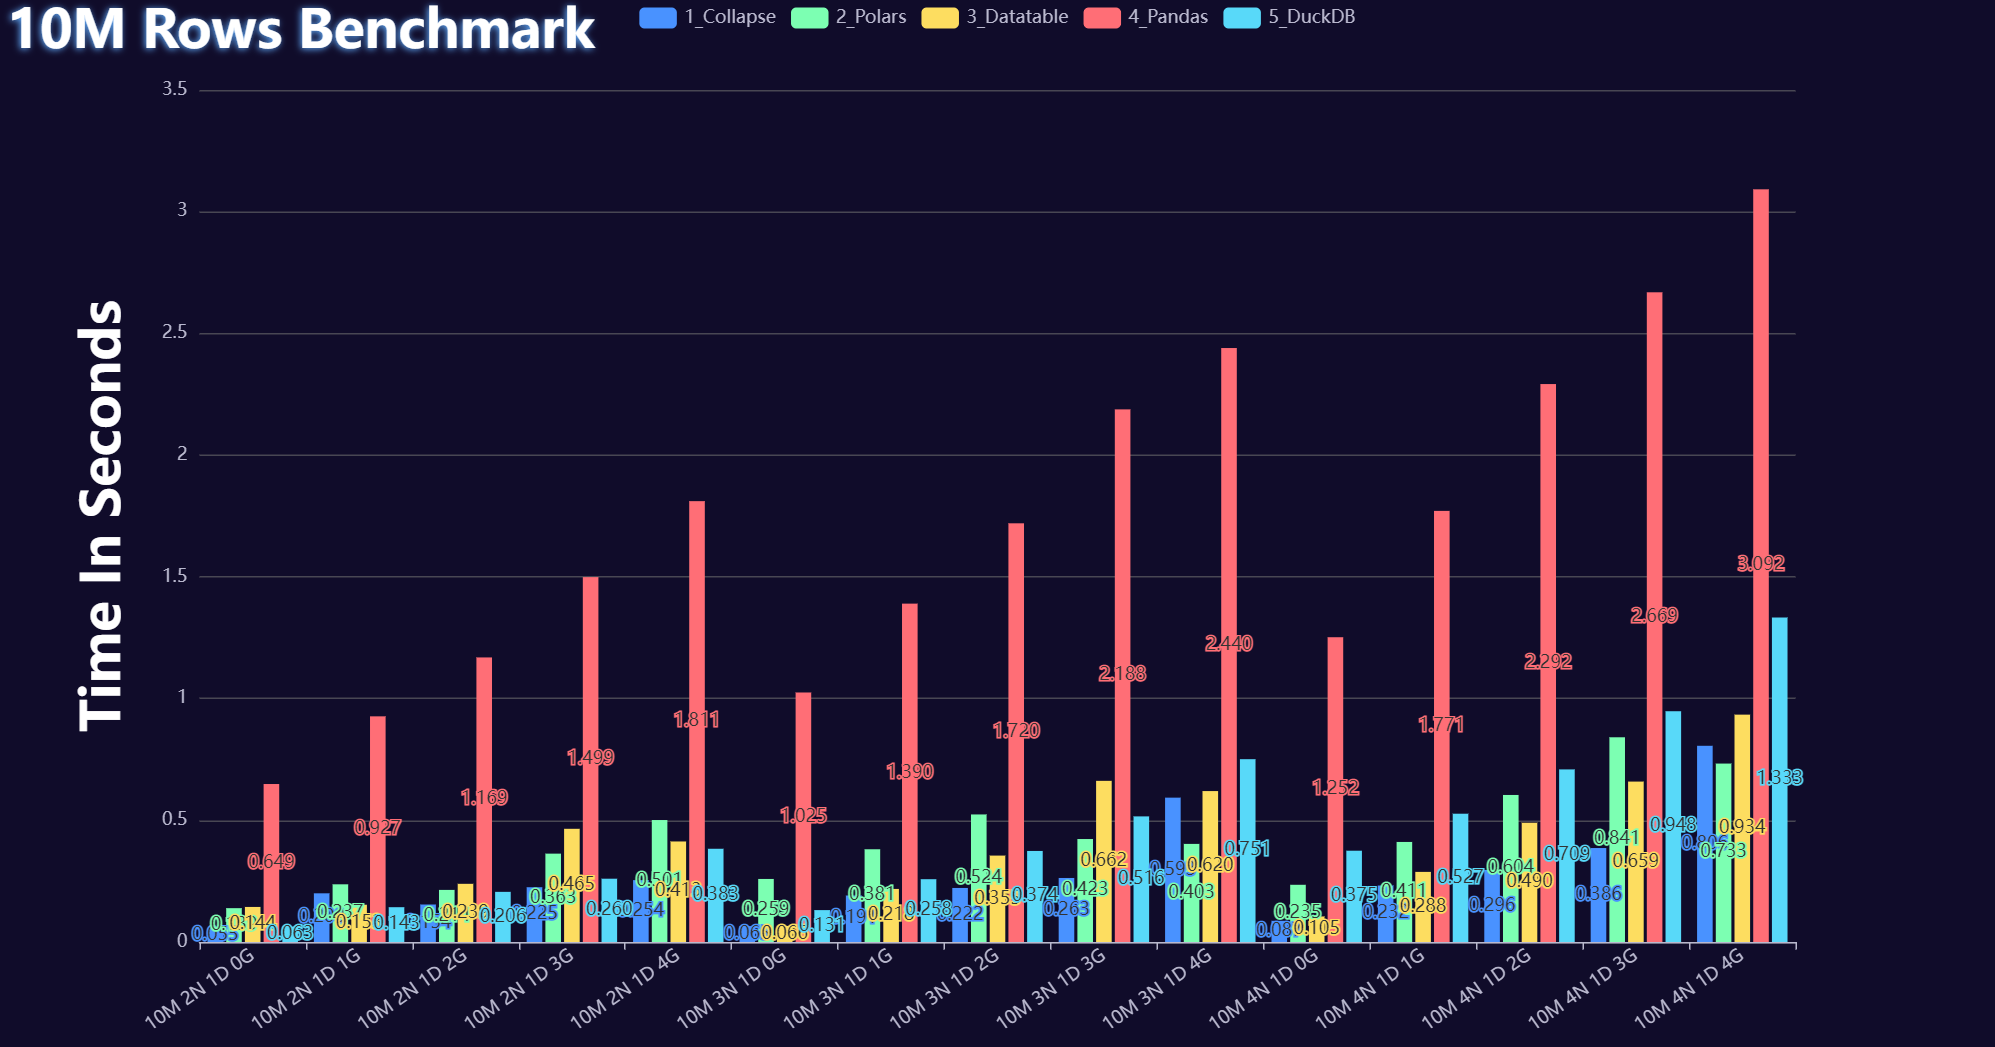 10M Rows Benchmark
1_Collapse 2_Polars 3_Datatable 4_Pandas 5_DuckDB
Time In Seconds
3.5
3
2.5
2
1.5
1
0.5
0
0.144 0.649 0.063
0.237 0.927 0.143
1.169 0.206
0.225 0.363 0.465 1.499 0.260
0.254 0.501 1.811 0.383
0.259 0.066 1.025 0.131
0.381 1.390 0.258
0.222 0.524 1.720 0.374
0.263 0.423 0.662 2.188 0.516
0.403 0.620 2.440 0.751
0.235 0.105 1.252 0.375
0.411 0.288 1.771 0.527
0.296 0.604 0.490 2.292 0.709
0.386 0.841 0.659 2.669 0.948
0.733 0.934 3.092 1.333
10M 2N 1D 0G
10M 2N 1D 1G
10M 2N 1D 2G
10M 2N 1D 3G
10M 2N 1D 4G
10M 3N 1D 0G
10M 3N 1D 1G
10M 3N 1D 2G
10M 3N 1D 3G
10M 3N 1D 4G
10M 4N 1D 0G
10M 4N 1D 1G
10M 4N 1D 2G
10M 4N 1D 3G
10M 4N 1D 4G